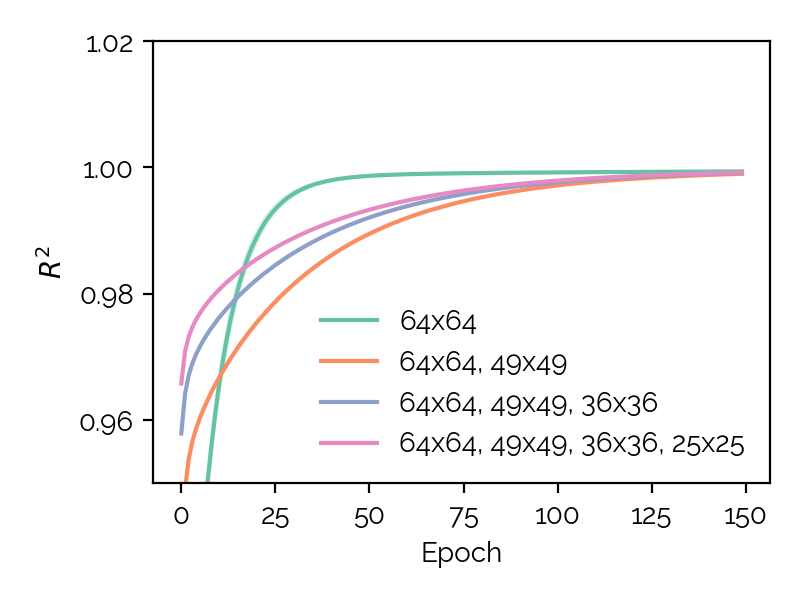 1.02
1.00
0.98
0.96
R²
64x64
64x64, 49x49
64x64, 49x49, 36x36
64x64, 49x49, 36x36, 25x25
0 25 50 75 100 125 150
Epoch